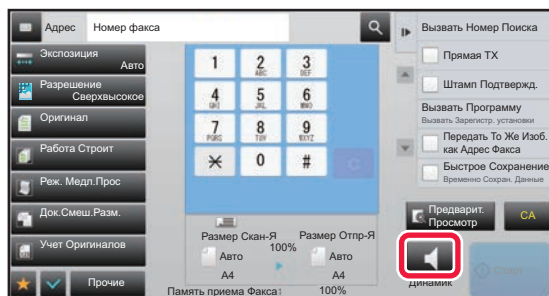 Адрес
Номер факса
Экспозиция
Авто
Разрешение
Сверхвысокое
Оригинал
Работа Строит
Реж. Медл.Прос
Док.Смеш.Разм.
Учет Оригиналов
Прочие
1
2
ABC
3
DEF
4
GHI
5
JKL
6
MNO
7
PQRS
8
TUV
9
WXYZ
0
#
C
Размер Скан-Я
Размер Отпр-Я
100%
Авто
Авто
A4
A4
Память приема Факса:
100%
Вызвать Номер Поиска
Прямая TX
Штамп Подтвержд.
Вызвать Программу
Вызвать Зарегистр. установки
Передать То Же Изоб.
как Адрес Факса
Быстрое Сохранение
Временно Сохран. Данные
Предварит.
Просмотр
CA
Динамик
Старт